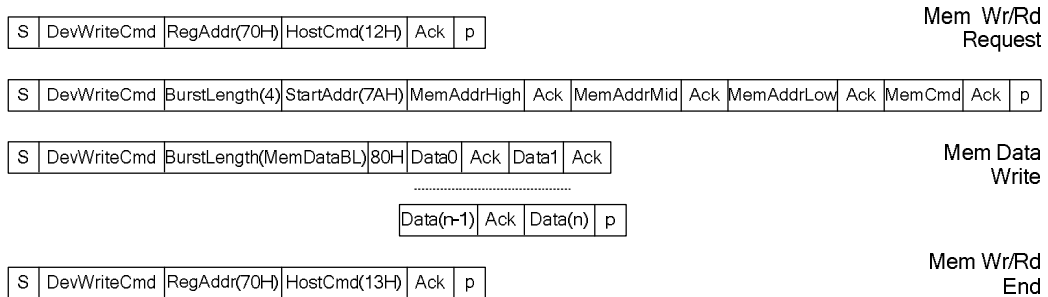 S DevWriteCmd RegAddr(70H) HostCmd(12H) Ack p
Mem Wr/Rd
Request
S DevWriteCmd BurstLength(4) StartAddr(7AH) MemAddrHigh Ack MemAddrMid Ack MemAddrLow Ack MemCmd Ack p
S DevWriteCmd BurstLength(MemDataBL) 80H Data0 Ack Data1 Ack
Mem Data
Write
Data(n-1) Ack Data(n) p
S DevWriteCmd RegAddr(70H) HostCmd(13H) Ack p
Mem Wr/Rd
End